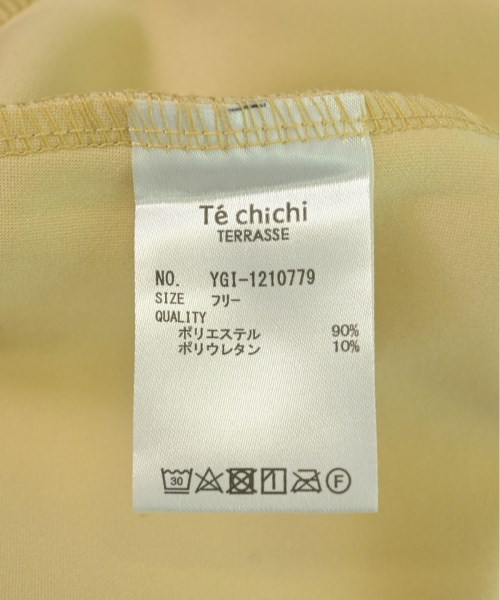 Té chichi
TERRASSE
NO. YGI-1210779
SIZE フリー
QUALITY
ポリエステル 90%
ポリウレタン 10%
30 F